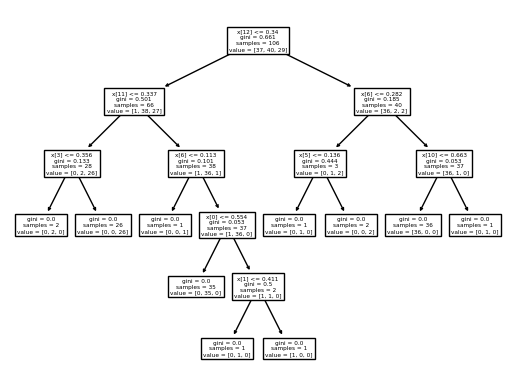 x[12] <= 0.34
gini = 0.661
samples = 106
value = [37, 40, 29]
x[11] <= 0.337
gini = 0.501
samples = 66
value = [1, 38, 27]
x[6] <= 0.282
gini = 0.185
samples = 40
value = [36, 2, 2]
x[3] <= 0.356
gini = 0.133
samples = 28
value = [0, 2, 26]
x[6] <= 0.113
gini = 0.101
samples = 38
value = [1, 36, 1]
x[5] <= 0.136
gini = 0.444
samples = 3
value = [0, 1, 2]
x[10] <= 0.663
gini = 0.053
samples = 37
value = [36, 1, 0]
gini = 0.0
samples = 2
value = [0, 2, 0]
gini = 0.0
samples = 26
value = [0, 0, 26]
gini = 0.0
samples = 1
value = [0, 0, 1]
x[0] <= 0.554
gini = 0.053
samples = 37
value = [1, 36, 0]
gini = 0.0
samples = 1
value = [0, 1, 0]
gini = 0.0
samples = 2
value = [0, 0, 2]
gini = 0.0
samples = 36
value = [36, 0, 0]
gini = 0.0
samples = 1
value = [0, 1, 0]
gini = 0.0
samples = 35
value = [0, 35, 0]
x[1] <= 0.411
gini = 0.5
samples = 2
value = [1, 1, 0]
gini = 0.0
samples = 1
value = [0, 1, 0]
gini = 0.0
samples = 1
value = [1, 0, 0]